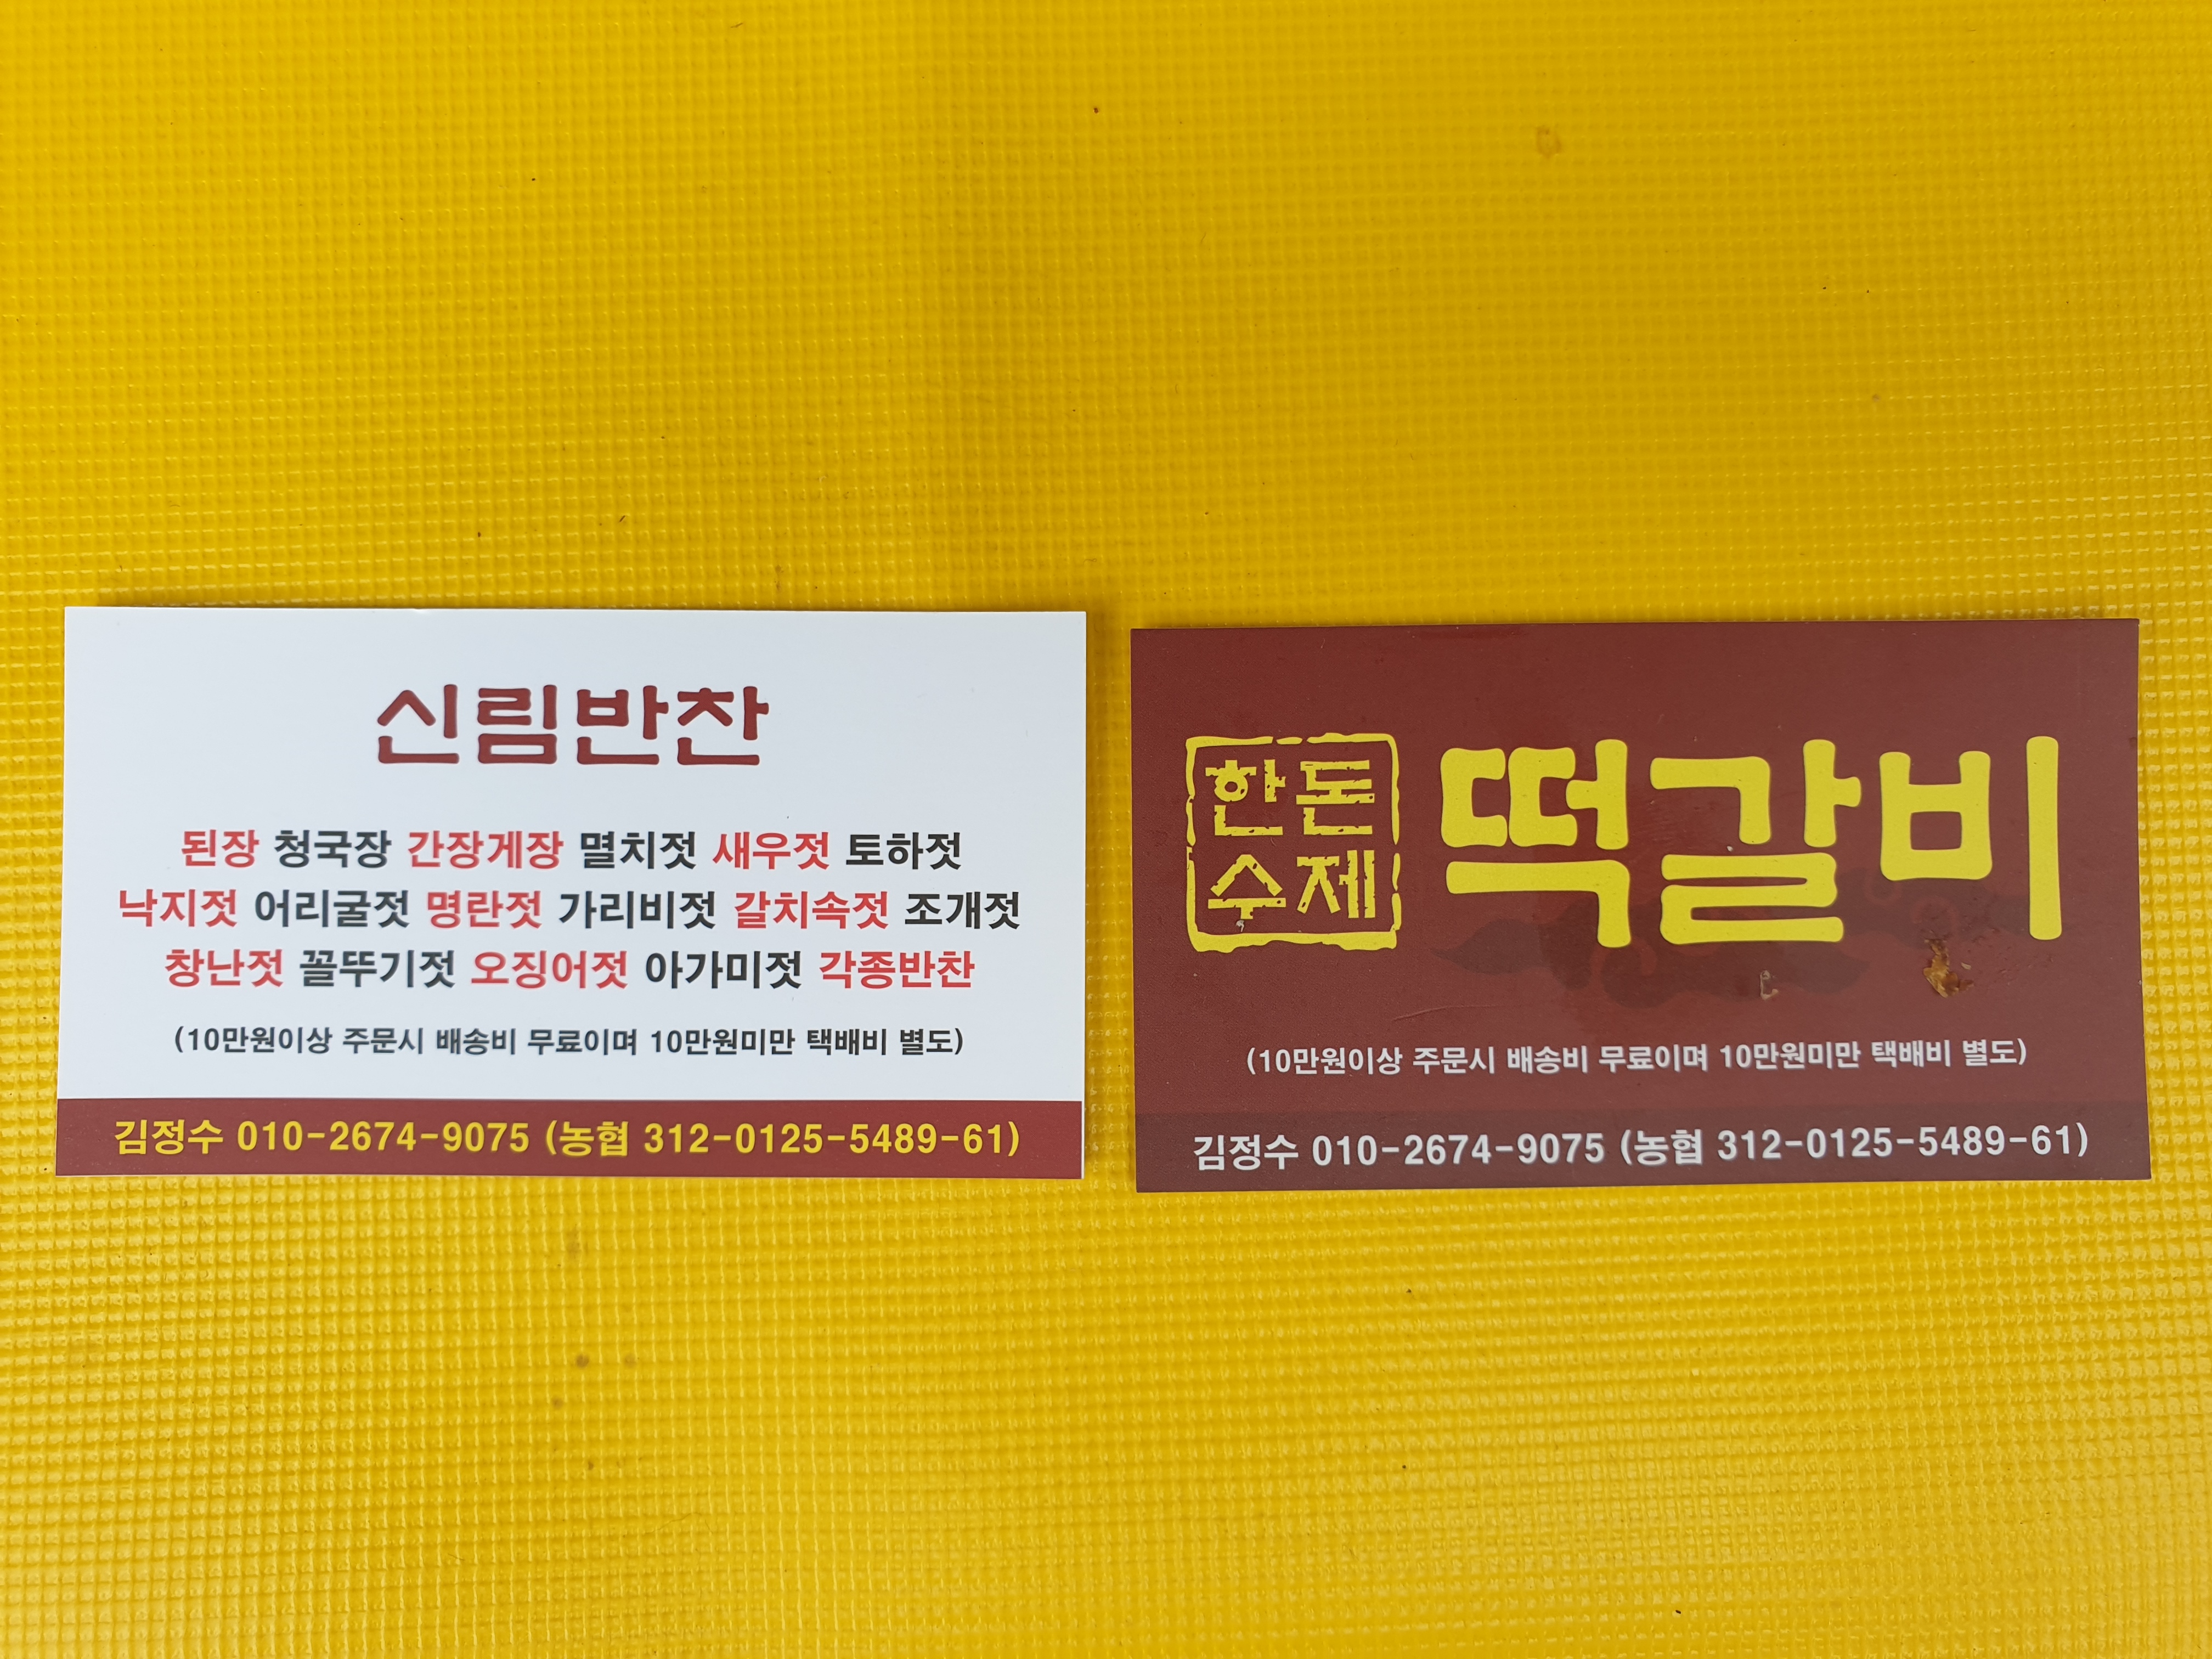 신림반찬
된장 청국장 간장게장 멸치젓 새우젓 토하젓
낙지젓 어리굴젓 명란젓 가리비젓 갈치속젓 조개젓
창난젓 꼴뚜기젓 오징어젓 아가미젓 각종반찬
(10만원이상 주문시 배송비 무료이며 10만원미만 택배비 별도)
김정수 010-2674-9075 (농협 312-0125-5489-61)
한돈
수제
떡갈비
(10만원이상 주문시 배송비 무료이며 10만원미만 택배비 별도)
김정수 010-2674-9075 (농협 312-0125-5489-61)